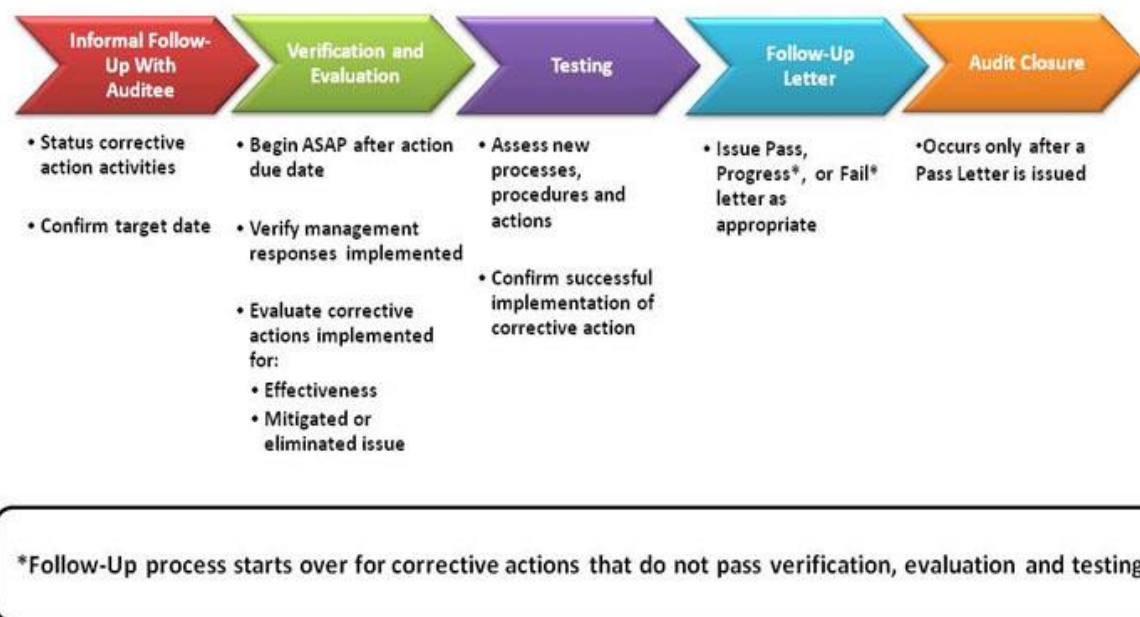 Informal Follow-
Up With
Auditee
Verification and
Evaluation
Testing
Follow-Up
Letter
Audit Closure
• Status corrective
action activities
• Confirm target date
• Begin ASAP after action
due date
• Verify management
responses implemented
• Evaluate corrective
actions implemented
for:
• Effectiveness
• Mitigated or
eliminated issue
• Assess new
processes,
procedures and
actions
• Confirm successful
implementation of
corrective action
• Issue Pass,
Progress*, or Fail*
letter as
appropriate
•Occurs only after a
Pass Letter is issued
*Follow-Up process starts over for corrective actions that do not pass verification, evaluation and testing